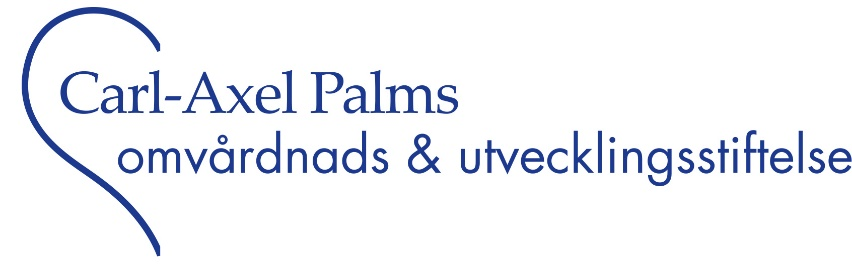 Carl-Axel Palms
omvårdnads & utvecklingsstiftelse